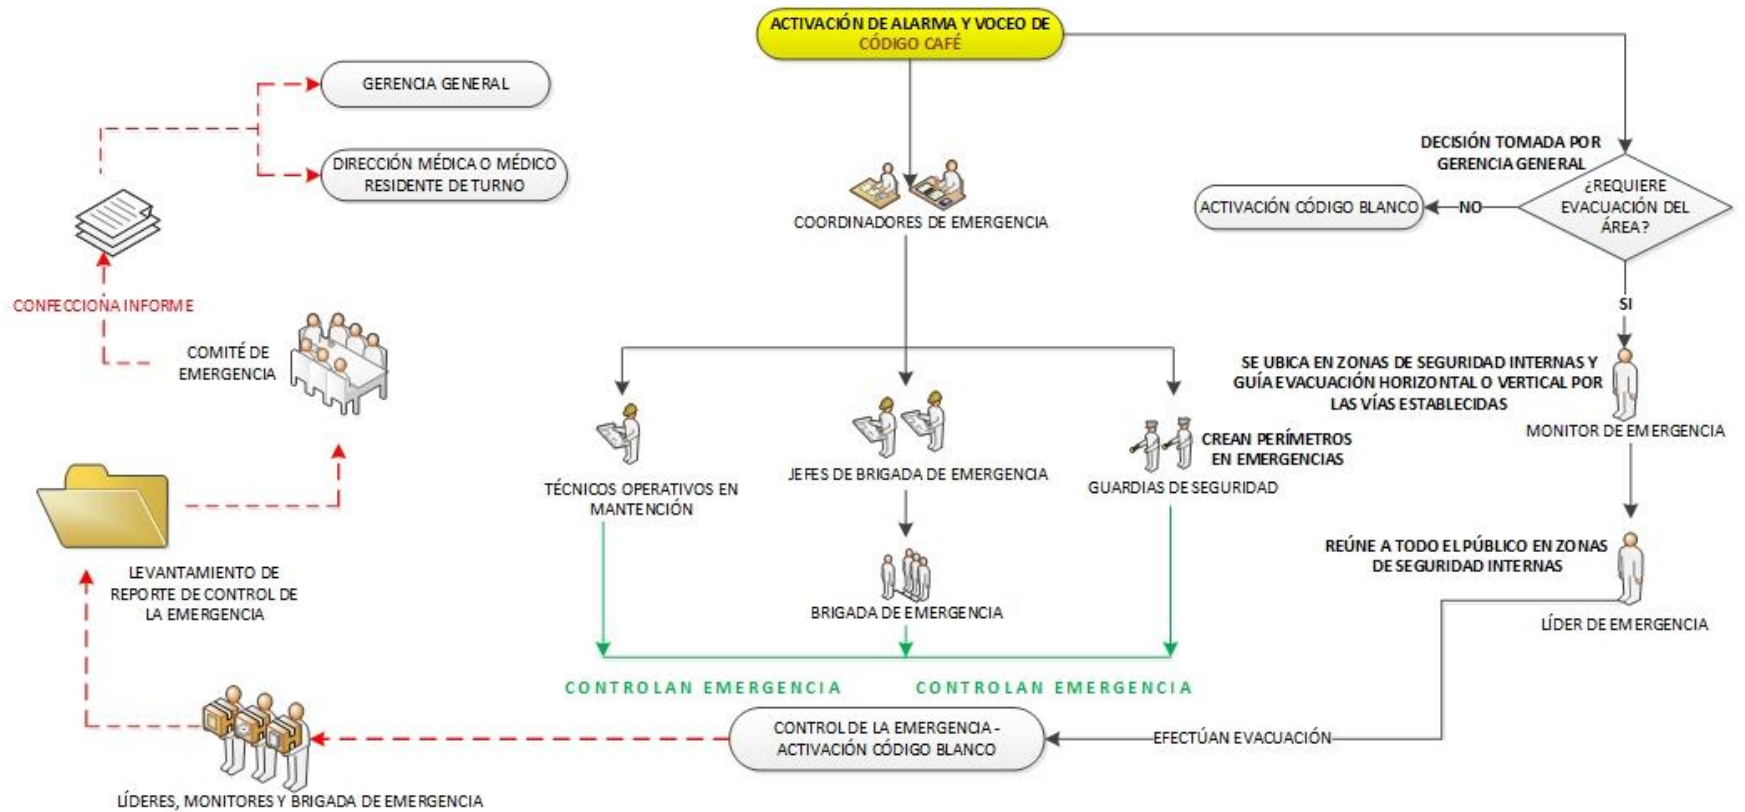 ACTIVACIÓN DE ALARMA Y VOCEO DE
CÓDIGO CAFÉ
GERENCIA GENERAL
DIRECCIÓN MÉDICA O MÉDICO
RESIDENTE DE TURNO
DECISIÓN TOMADA POR
GERENCIA GENERAL
¿REQUIERE
EVACUACIÓN DEL
ÁREA?
NO
ACTIVACIÓN CÓDIGO BLANCO
SI
COORDINADORES DE EMERGENCIA
CONFECCIONA INFORME
COMITÉ DE
EMERGENCIA
SE UBICA EN ZONAS DE SEGURIDAD INTERNAS Y
GUÍA EVACUACIÓN HORIZONTAL O VERTICAL POR
LAS VÍAS ESTABLECIDAS
MONITOR DE EMERGENCIA
CREAN PERÍMETROS
EN EMERGENCIAS
TÉCNICOS OPERATIVOS EN
MANTENCIÓN
JEFES DE BRIGADA DE EMERGENCIA
GUARDIAS DE SEGURIDAD
REÚNE A TODO EL PÚBLICO EN ZONAS
DE SEGURIDAD INTERNAS
LÍDER DE EMERGENCIA
LEVANTAMIENTO DE
REPORTE DE CONTROL DE
LA EMERGENCIA
BRIGADA DE EMERGENCIA
CONTROLAN EMERGENCIA
CONTROLAN EMERGENCIA
CONTROL DE LA EMERGENCIA -
ACTIVACIÓN CÓDIGO BLANCO
EFECTÚAN EVACUACIÓN
LÍDERES, MONITORES Y BRIGADA DE EMERGENCIA